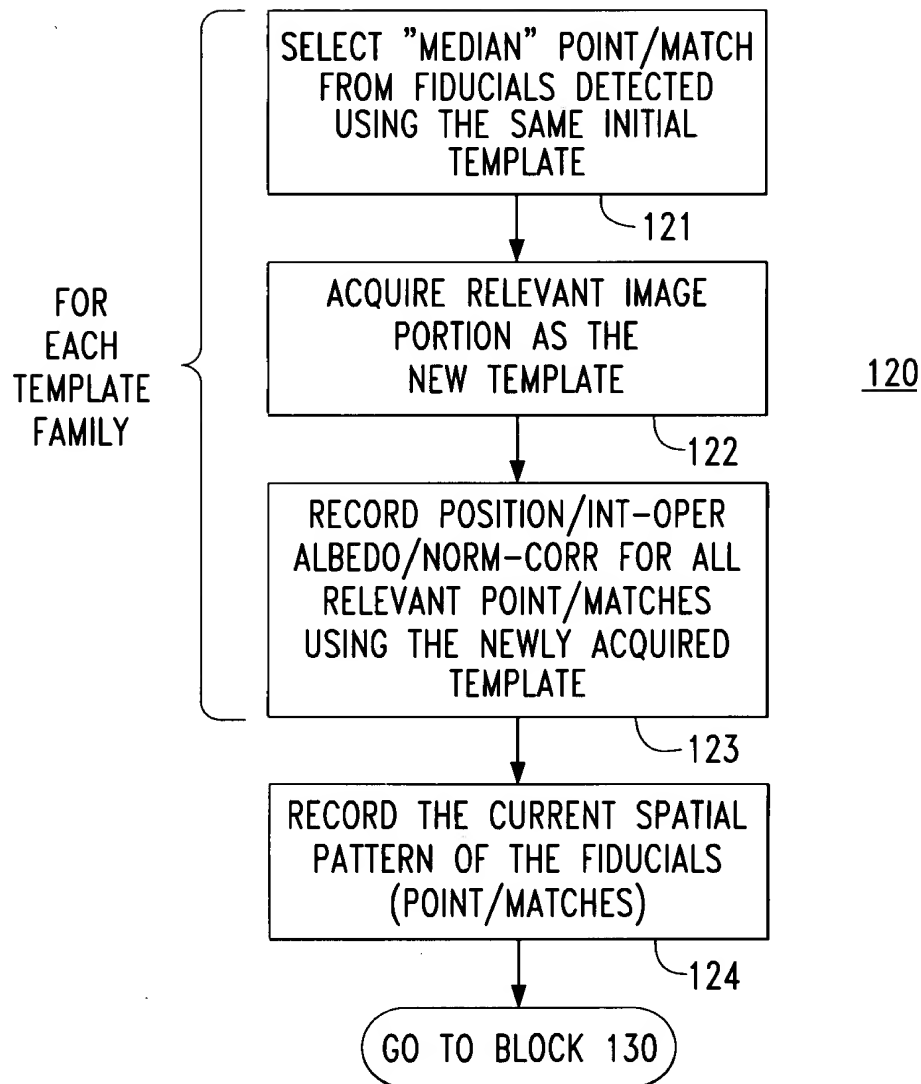 SELECT "MEDIAN" POINT/MATCH
FROM FIDUCIALS DETECTED
USING THE SAME INITIAL
TEMPLATE
121
ACQUIRE RELEVANT IMAGE
PORTION AS THE
NEW TEMPLATE
122
FOR
EACH
TEMPLATE
FAMILY
120
RECORD POSITION/INT-OPER
ALBEDO/NORM-CORR FOR ALL
RELEVANT POINT/MATCHES
USING THE NEWLY ACQUIRED
TEMPLATE
123
RECORD THE CURRENT SPATIAL
PATTERN OF THE FIDUCIALS
(POINT/MATCHES)
124
GO TO BLOCK 130